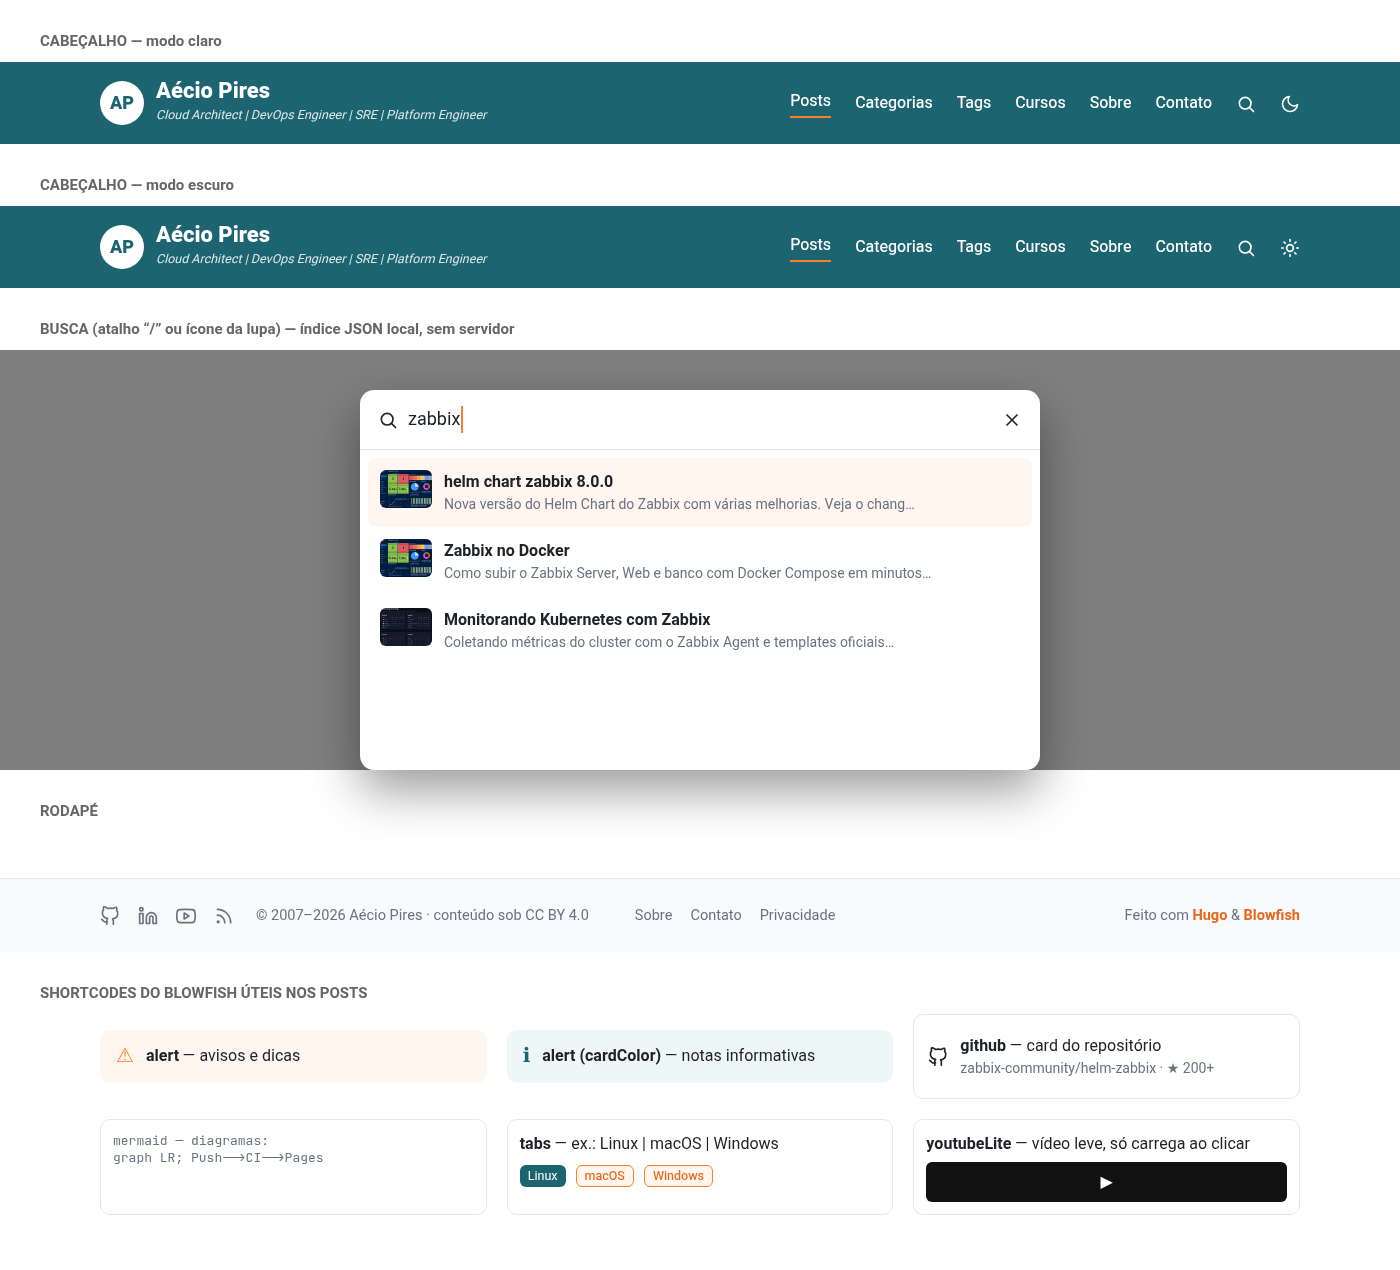 CABEÇALHO — modo claro
AP
Aécio Pires
Cloud Architect | DevOps Engineer | SRE | Platform Engineer
Posts Categorias Tags Cursos Sobre Contato
CABEÇALHO — modo escuro
AP
Aécio Pires
Cloud Architect | DevOps Engineer | SRE | Platform Engineer
Posts Categorias Tags Cursos Sobre Contato
BUSCA (atalho “/” ou ícone da lupa) — índice JSON local, sem servidor
zabbix
helm chart zabbix 8.0.0
Nova versão do Helm Chart do Zabbix com várias melhorias. Veja o chang…
Zabbix no Docker
Como subir o Zabbix Server, Web e banco com Docker Compose em minutos…
Monitorando Kubernetes com Zabbix
Coletando métricas do cluster com o Zabbix Agent e templates oficiais…
RODAPÉ
© 2007–2026 Aécio Pires · conteúdo sob CC BY 4.0 Sobre Contato Privacidade Feito com Hugo & Blowfish
SHORTCODES DO BLOWFISH ÚTEIS NOS POSTS
⚠ alert — avisos e dicas
ℹ alert (cardColor) — notas informativas
github — card do repositório
zabbix-community/helm-zabbix · ★ 200+
mermaid — diagramas:
graph LR; Push-->CI-->Pages
tabs — ex.: Linux | macOS | Windows
Linux macOS Windows
youtubeLite — vídeo leve, só carrega ao clicar
▶